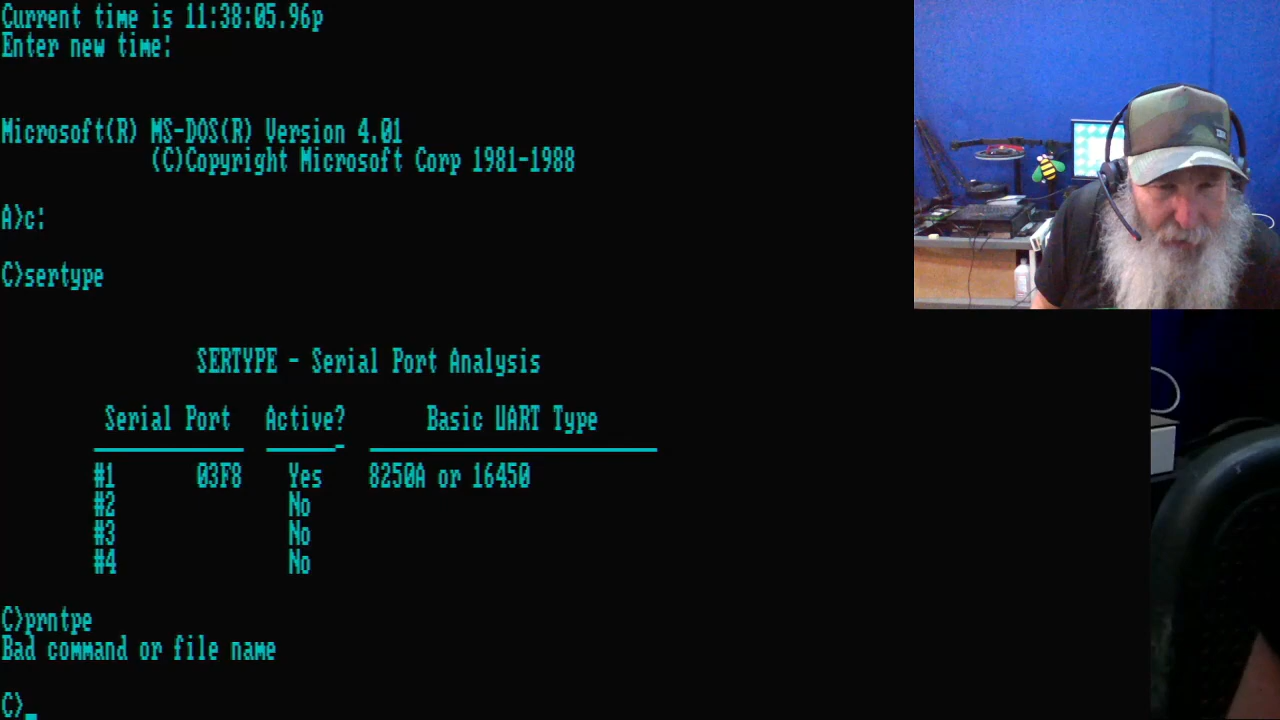 Current time is 11:38:05.96p
Enter new time:
Microsoft(R) MS-DOS(R) Version 4.01
(C)Copyright Microsoft Corp 1981-1988
A>c:
C>sertype
SERTYPE - Serial Port Analysis
Serial Port Active? Basic UART Type
#1 03F8 Yes 8250A or 16450
#2 No
#3 No
#4 No
C>prntpe
Bad command or file name
C>_